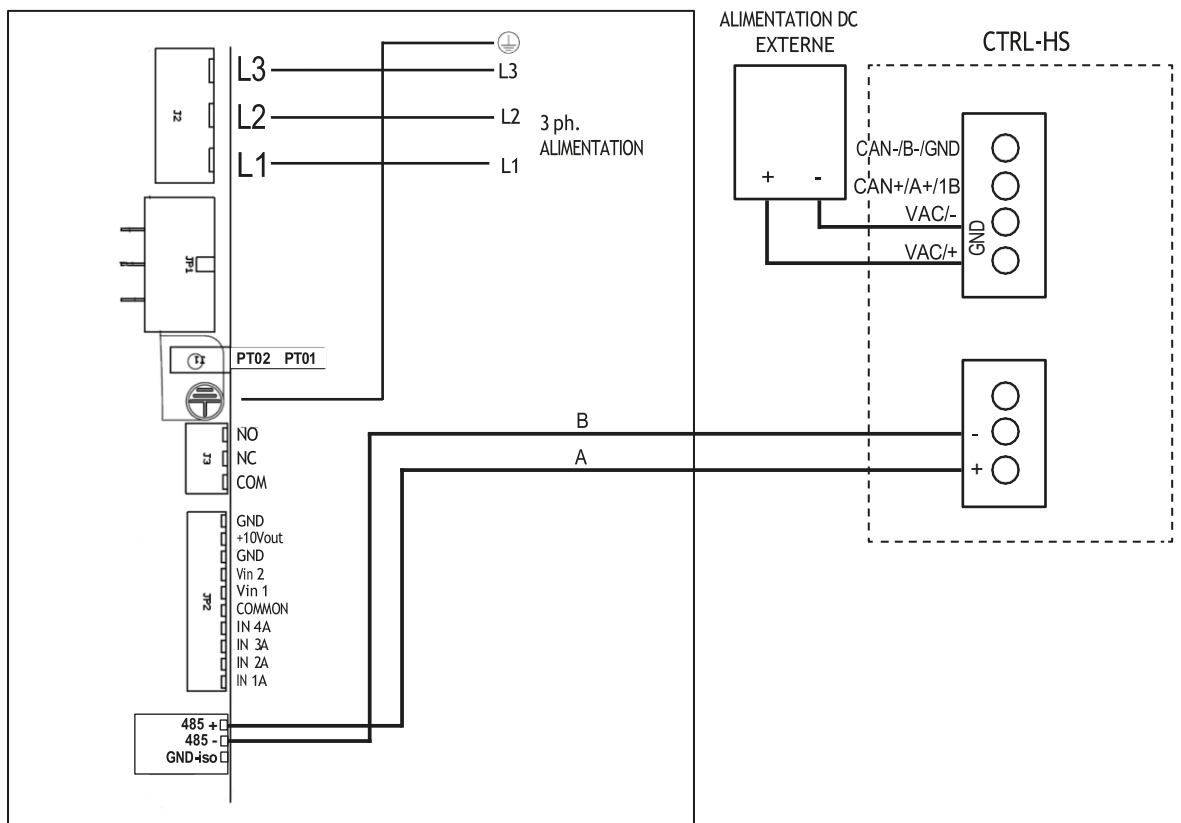 ALIMENTATION DC
EXTERNE
CTRL-HS
L3
L3
J2
L2
L2
3 ph.
ALIMENTATION
L1
L1
CAN-/B-/GND
CAN+/A+/1B
VAC/-
VAC/+
GND
+ -
JP1
J1
PT02 PT01
NO
NC
COM
J3
B
A
-
+
GND
+10Vout
GND
Vin 2
Vin 1
COMMON
IN 4A
IN 3A
IN 2A
IN 1A
JP2
485 +
485 -
GND-iso